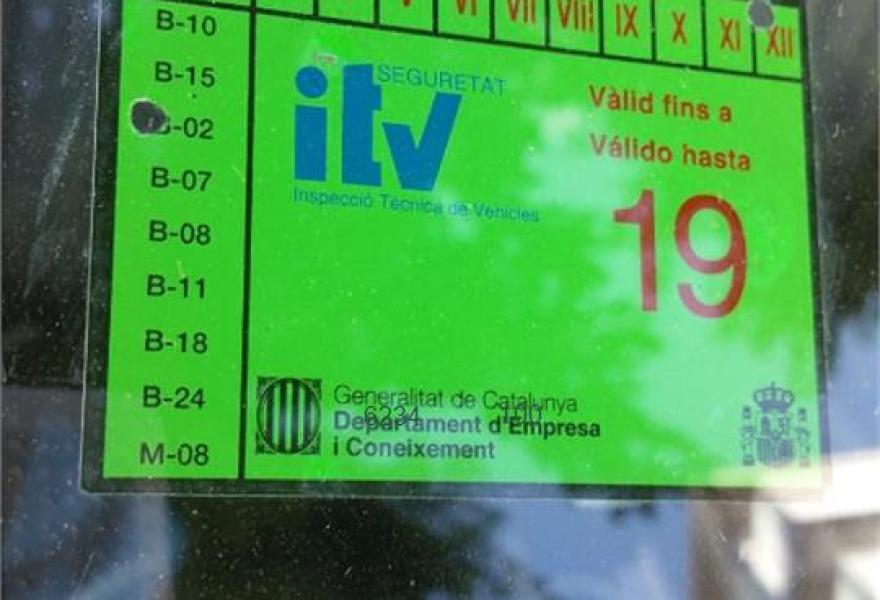 V VI VII VIII IX X XI XII
B-10
B-15
-02
B-07
B-08
B-11
B-18
B-24
M-08
SEGURETAT
itv
Inspecció Tècnica de Vehicles
Vàlid fins a
Válido hasta
19
Generalitat de Catalunya
6234
Departament d'Empresa
i Coneixement